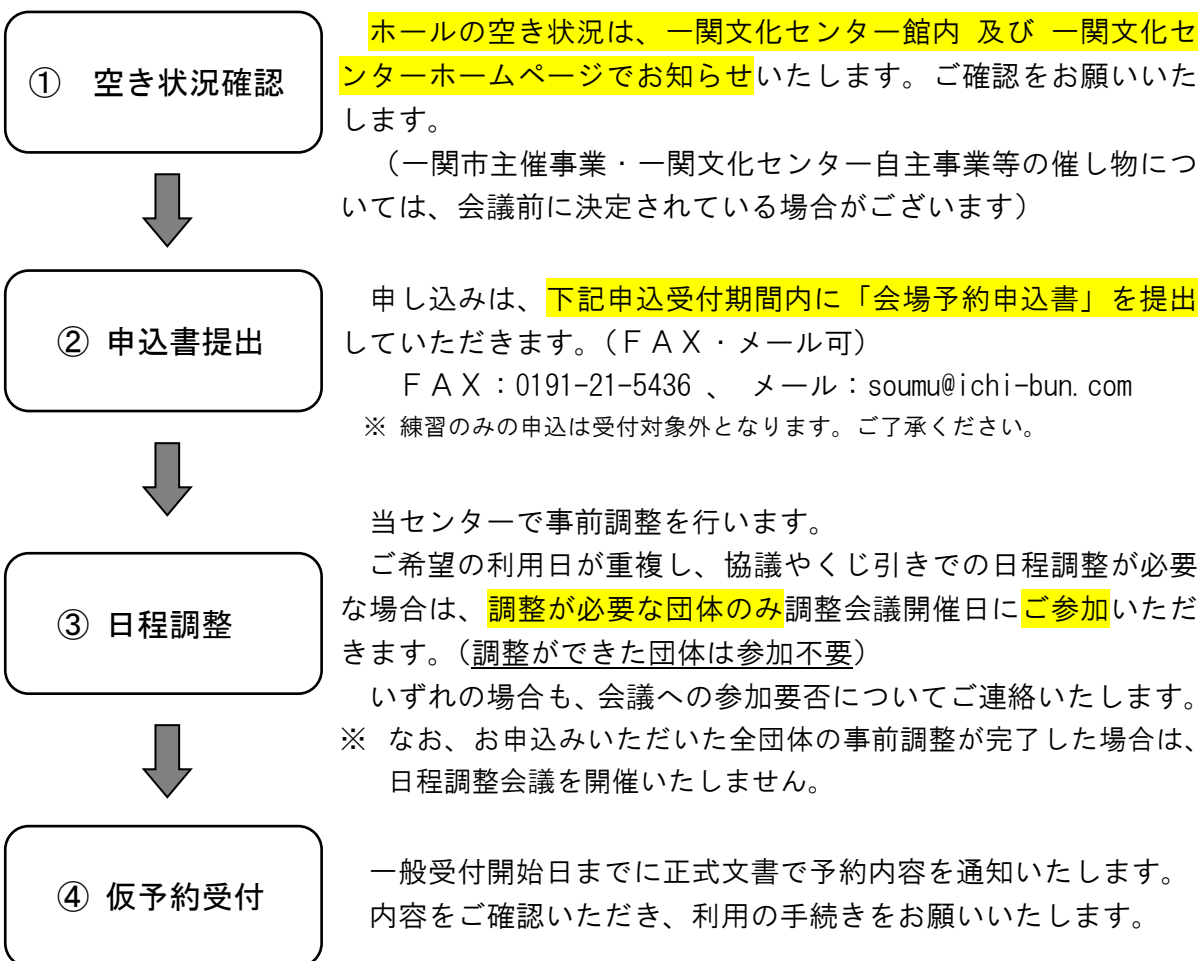 ① 空き状況確認
ホールの空き状況は、一関文化センター館内 及び 一関文化セ
ンターホームページでお知らせいたします。ご確認をお願いいた
します。
（一関市主催事業・一関文化センター自主事業等の催し物につ
いては、会議前に決定されている場合がございます）
② 申込書提出
申し込みは、下記申込受付期間内に「会場予約申込書」を提出
していただきます。（ＦＡＸ・メール可）
ＦＡＸ：0191-21-5436 、 メール：soumu@ichi-bun.com
※ 練習のみの申込は受付対象外となります。ご了承ください。
③ 日程調整
当センターで事前調整を行います。
ご希望の利用日が重複し、協議やくじ引きでの日程調整が必要
な場合は、調整が必要な団体のみ調整会議開催日にご参加いただ
きます。（調整ができた団体は参加不要）
いずれの場合も、会議への参加要否についてご連絡いたします。
※ なお、お申込みいただいた全団体の事前調整が完了した場合は、
日程調整会議を開催いたしません。
④ 仮予約受付
一般受付開始日までに正式文書で予約内容を通知いたします。
内容をご確認いただき、利用の手続きをお願いいたします。